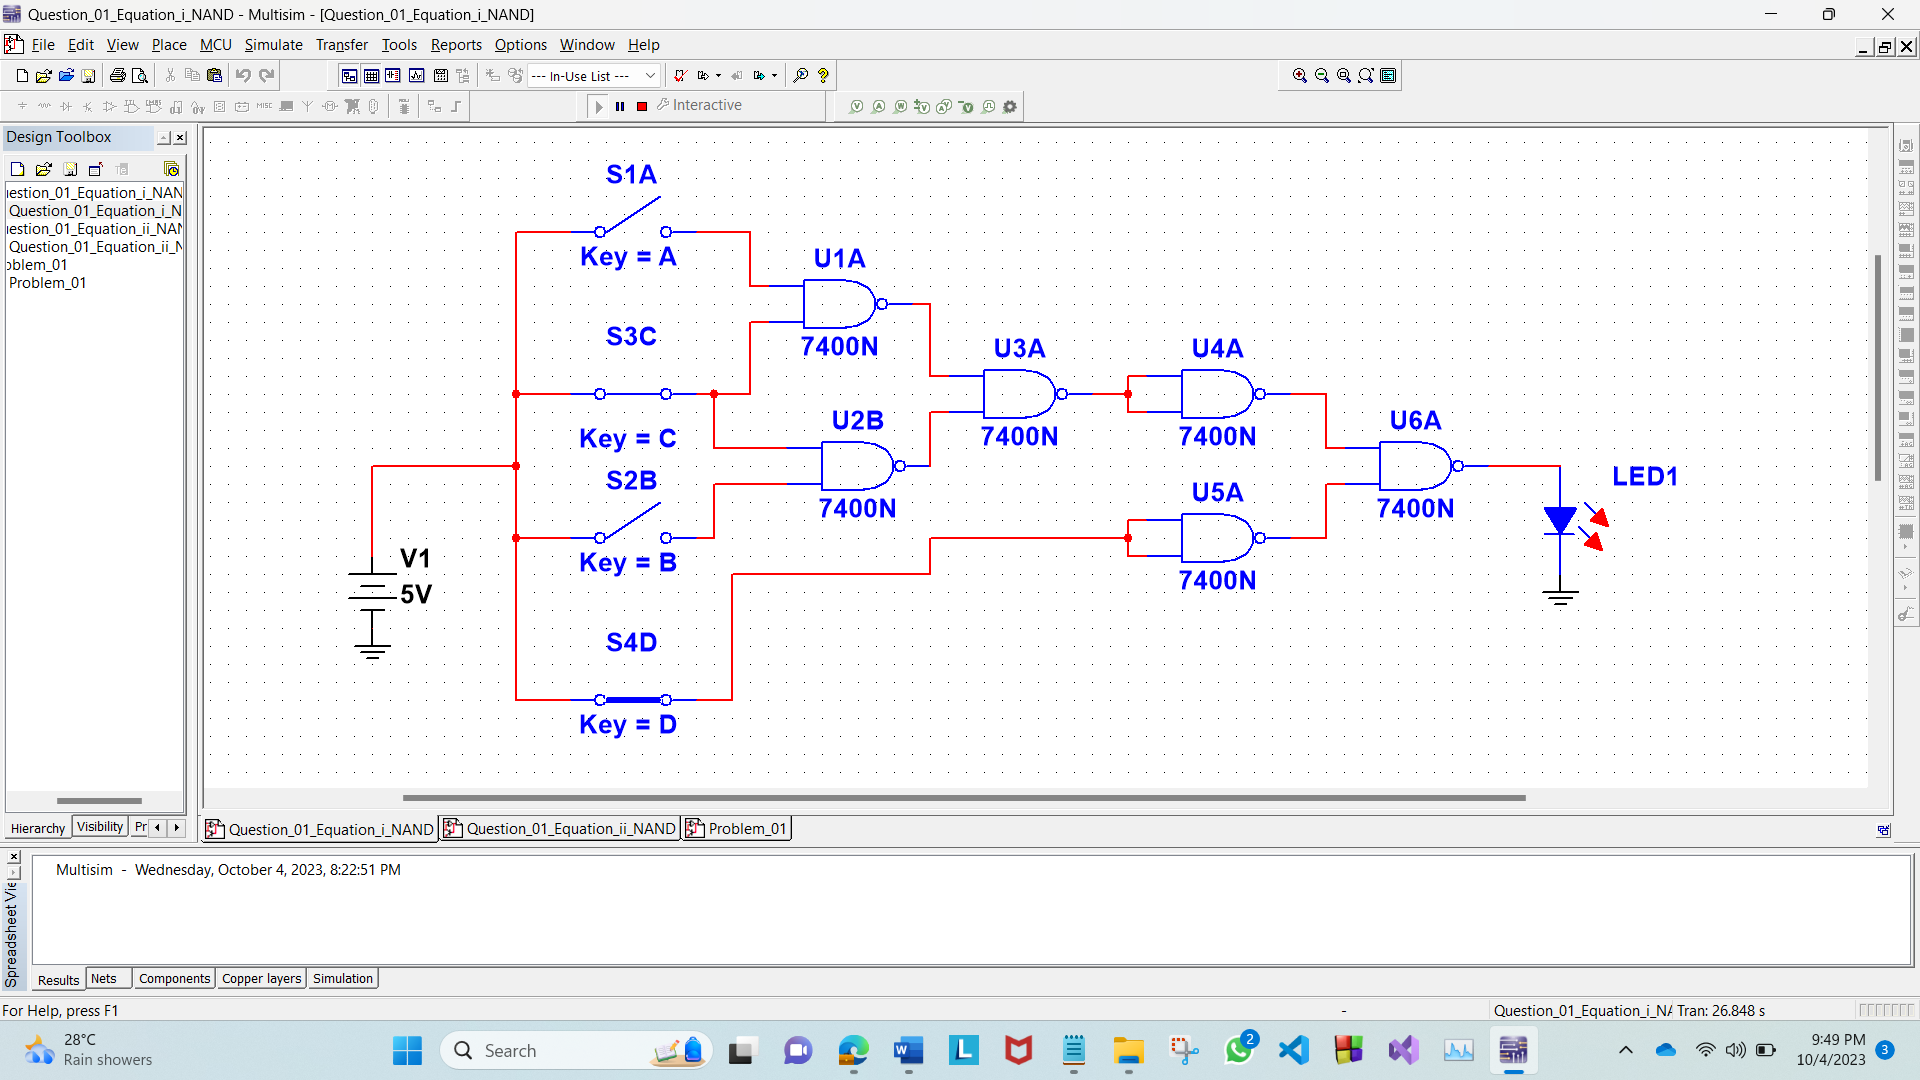 Question_01_Equation_i_NAND - Multisim - [Question_01_Equation_i_NAND]
File Edit View Place MCU Simulate Transfer Tools Reports Options Window Help
--- In-Use List ---
Interactive
Design Toolbox
uestion_01_Equation_i_NAN
Question_01_Equation_i_N
uestion_01_Equation_ii_NAN
Question_01_Equation_ii_N
oblem_01
Problem_01
Hierarchy Visibility Pr
S1A
Key = A
U1A
7400N
S3C
Key = C
U2B
7400N
S2B
Key = B
U3A
7400N
U4A
7400N
U5A
7400N
U6A
7400N
LED1
V1
5V
S4D
Key = D
Question_01_Equation_i_NAND Question_01_Equation_ii_NAND Problem_01
Multisim - Wednesday, October 4, 2023, 8:22:51 PM
Spreadsheet Vie
Results Nets Components Copper layers Simulation
For Help, press F1
-
Question_01_Equation_i_NA Tran: 26.848 s
28°C
Rain showers
Search
2
9:49 PM
10/4/2023
3